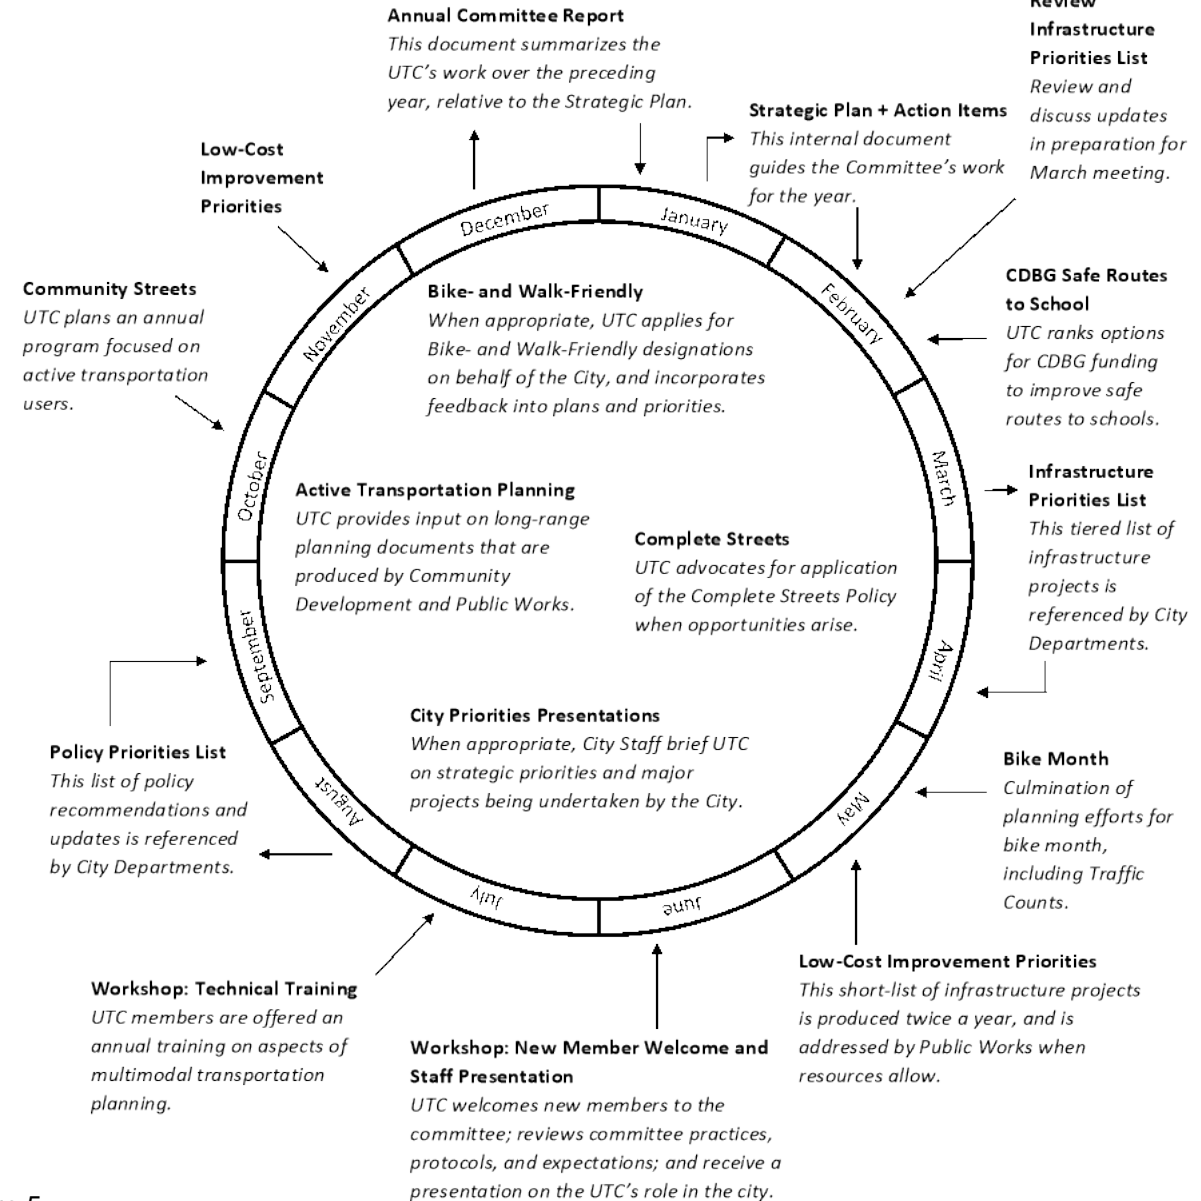 Annual Committee Report
This document summarizes the
UTC's work over the preceding
year, relative to the Strategic Plan.
Review
Infrastructure
Priorities List
Review and
discuss updates
in preparation for
March meeting.
Strategic Plan + Action Items
This internal document
guides the Committee's work
for the year.
Low-Cost
Improvement
Priorities
December
January
February
March
April
May
June
July
August
September
October
November
Community Streets
UTC plans an annual
program focused on
active transportation
users.
Bike- and Walk-Friendly
When appropriate, UTC applies for
Bike- and Walk-Friendly designations
on behalf of the City, and incorporates
feedback into plans and priorities.
CDBG Safe Routes
to School
UTC ranks options
for CDBG funding
to improve safe
routes to schools.
Active Transportation Planning
UTC provides input on long-range
planning documents that are
produced by Community
Development and Public Works.
Complete Streets
UTC advocates for application
of the Complete Streets Policy
when opportunities arise.
Infrastructure
Priorities List
This tiered list of
infrastructure
projects is
referenced by City
Departments.
City Priorities Presentations
When appropriate, City Staff brief UTC
on strategic priorities and major
projects being undertaken by the City.
Policy Priorities List
This list of policy
recommendations and
updates is referenced
by City Departments.
Bike Month
Culmination of
planning efforts for
bike month,
including Traffic
Counts.
Low-Cost Improvement Priorities
This short-list of infrastructure projects
is produced twice a year, and is
addressed by Public Works when
resources allow.
Workshop: Technical Training
UTC members are offered an
annual training on aspects of
multimodal transportation
planning.
Workshop: New Member Welcome and
Staff Presentation
UTC welcomes new members to the
committee; reviews committee practices,
protocols, and expectations; and receive a
presentation on the UTC's role in the city.